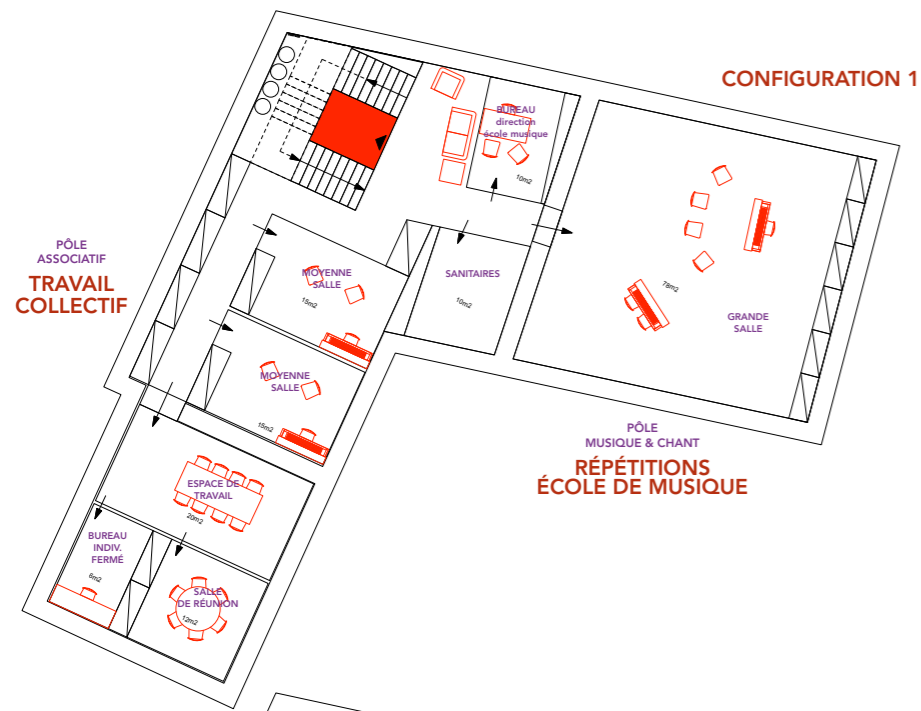 CONFIGURATION 1
BUREAU
direction
école musique
10m2
PÔLE
ASSOCIATIF
TRAVAIL
COLLECTIF
MOYENNE
SALLE
15m2
SANITAIRES
10m2
78m2
GRANDE
SALLE
MOYENNE
SALLE
15m2
PÔLE
MUSIQUE & CHANT
RÉPÉTITIONS
ÉCOLE DE MUSIQUE
ESPACE DE
TRAVAIL
20m2
BUREAU
INDIV.
FERMÉ
8m2
SALLE
DE RÉUNION
12m2